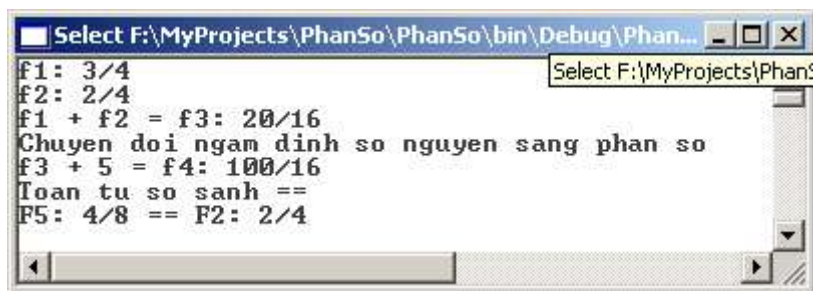 Select F:\MyProjects\PhanSo\PhanSo\bin\Debug\Phan...
Select F:\MyProjects\PhanS
f1: 3/4
f2: 2/4
f1 + f2 = f3: 20/16
Chuyen doi ngam dinh so nguyen sang phan so
f3 + 5 = f4: 100/16
Toan tu so sanh ==
F5: 4/8 == F2: 2/4